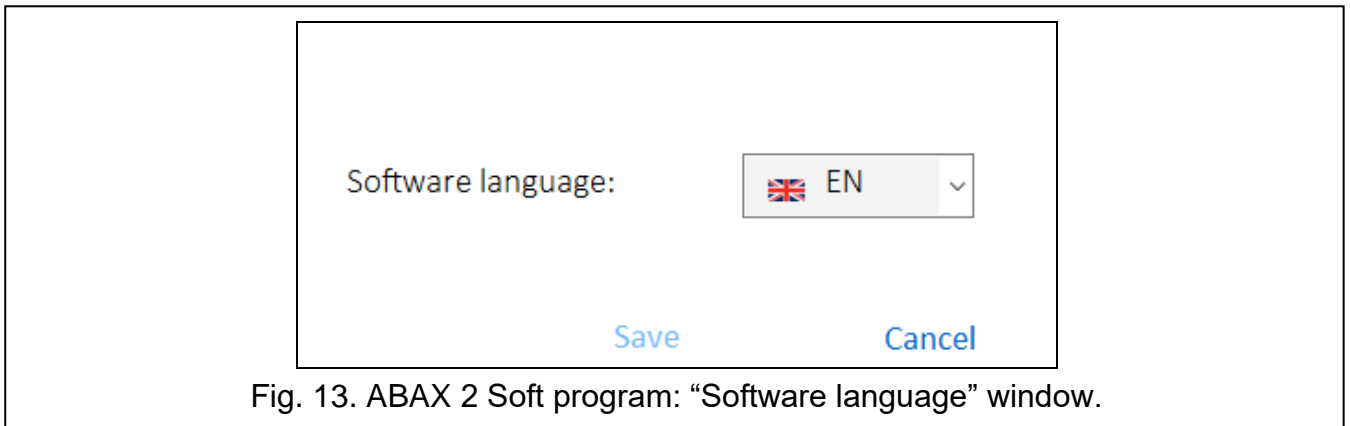 Software language:
EN
Save
Cancel
Fig. 13. ABAX 2 Soft program: “Software language” window.